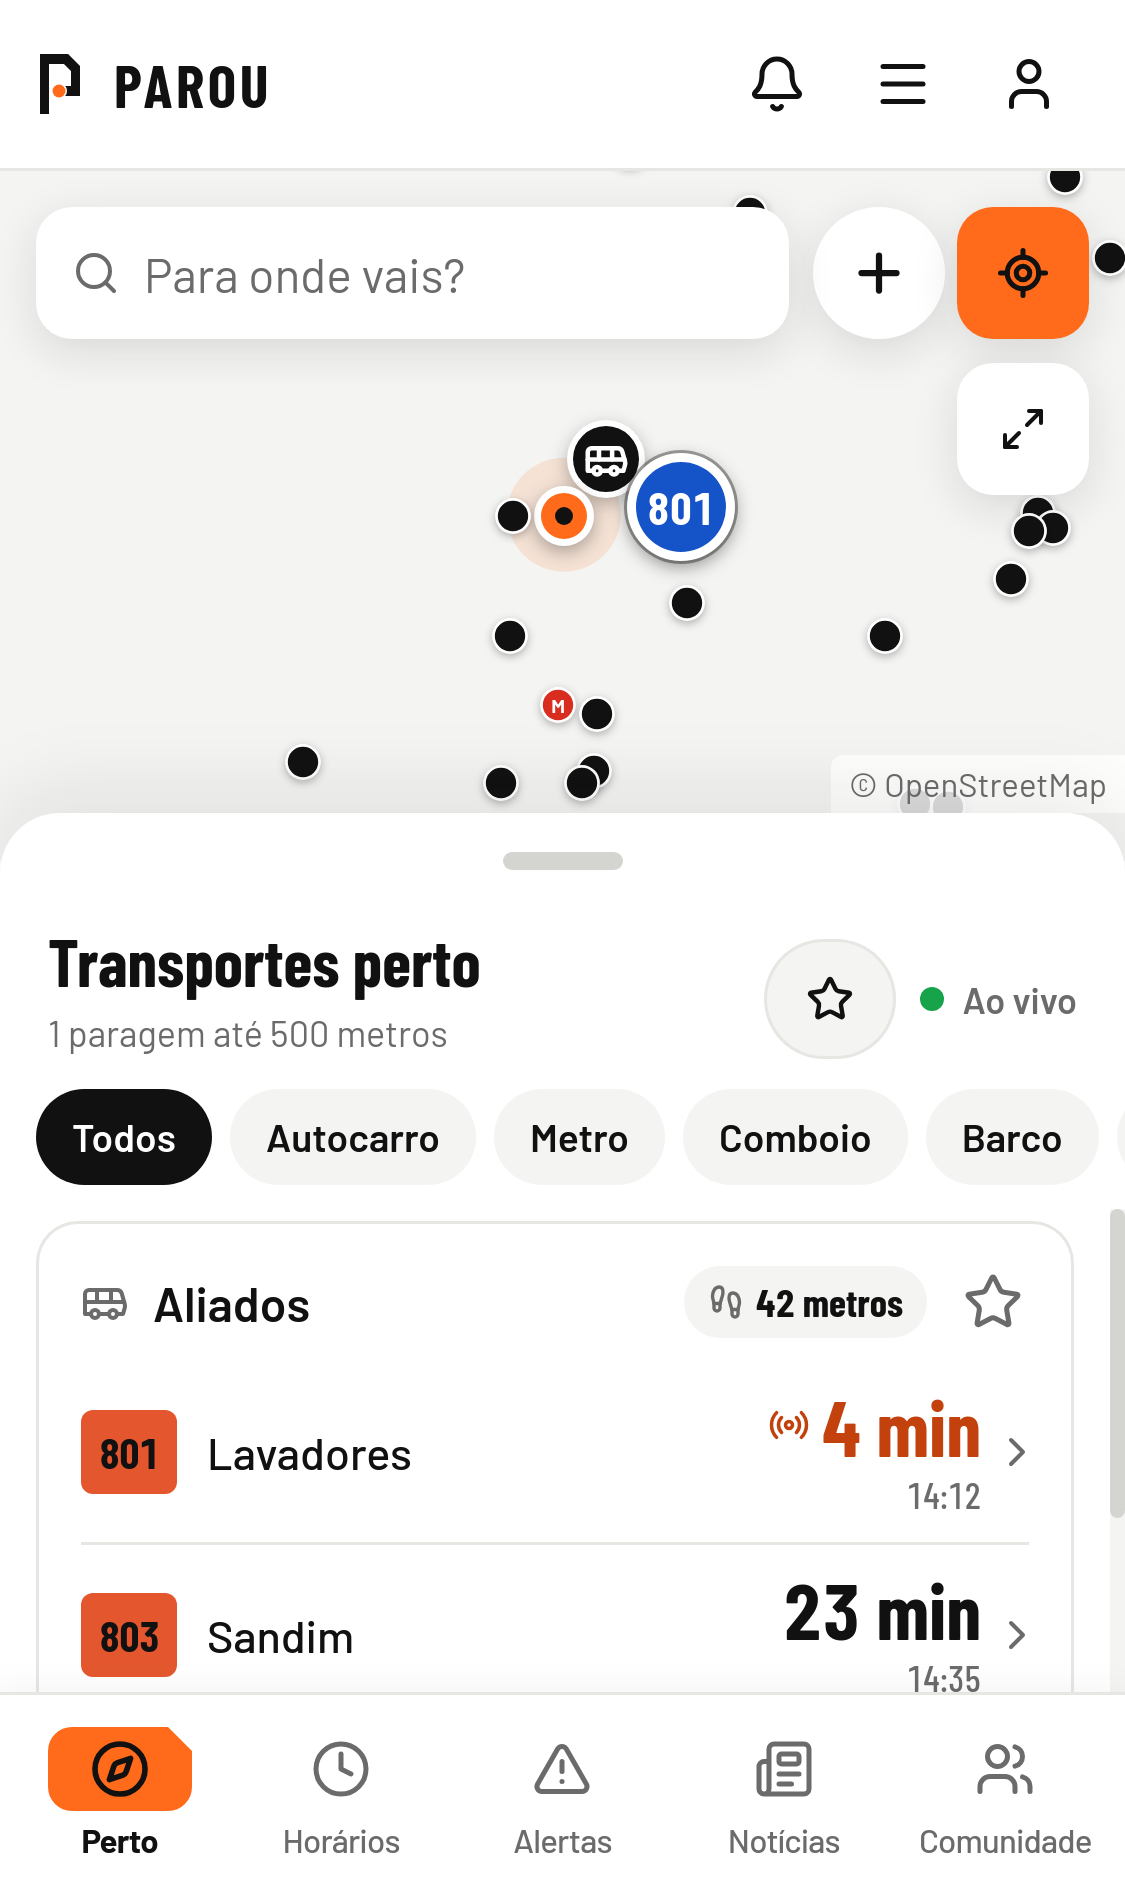 PAROU
Para onde vais?
801
M
© OpenStreetMap
Transportes perto
1 paragem até 500 metros
Ao vivo
Todos
Autocarro
Metro
Comboio
Barco
Aliados
42 metros
801
Lavadores
4 min
14:12
803
Sandim
23 min
14:35
Perto
Horários
Alertas
Notícias
Comunidade